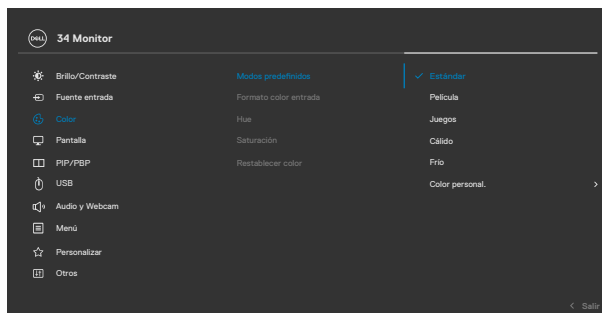 DELL
34 Monitor
Brillo/Contraste
Modos predefinidos
Estándar
Fuente entrada
Formato color entrada
Película
Color
Hue
Juegos
Pantalla
Saturación
Cálido
PIP/PBP
Restablecer color
Frío
USB
Color personal.
Audio y Webcam
Menú
Personalizar
Otros
Salir